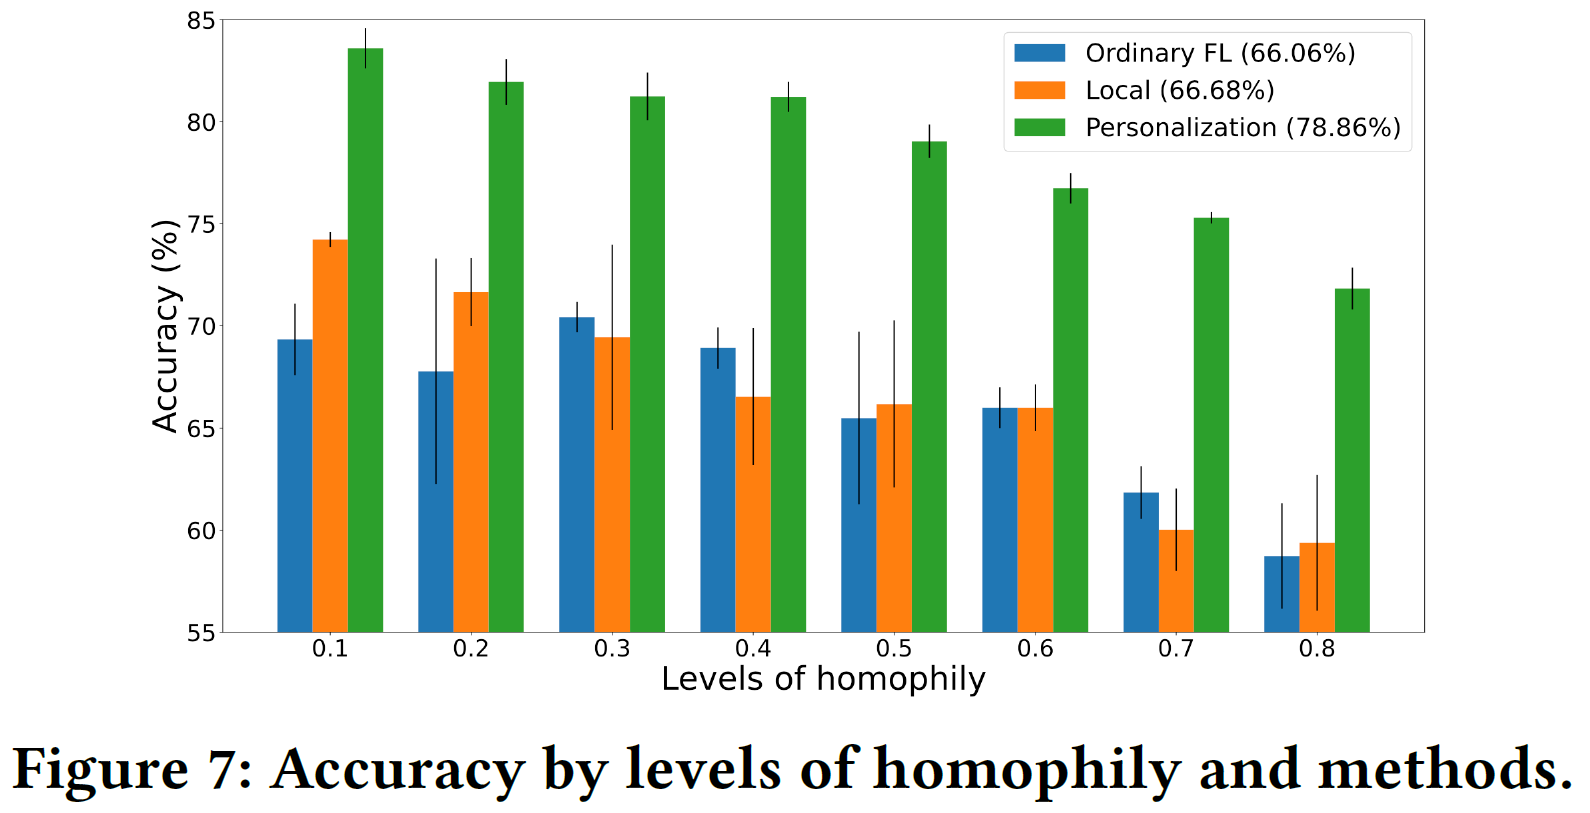 85
80
75
70
65
60
55
Accuracy (%)
Ordinary FL (66.06%)
Local (66.68%)
Personalization (78.86%)
0.1 0.2 0.3 0.4 0.5 0.6 0.7 0.8
Levels of homophily
Figure 7: Accuracy by levels of homophily and methods.